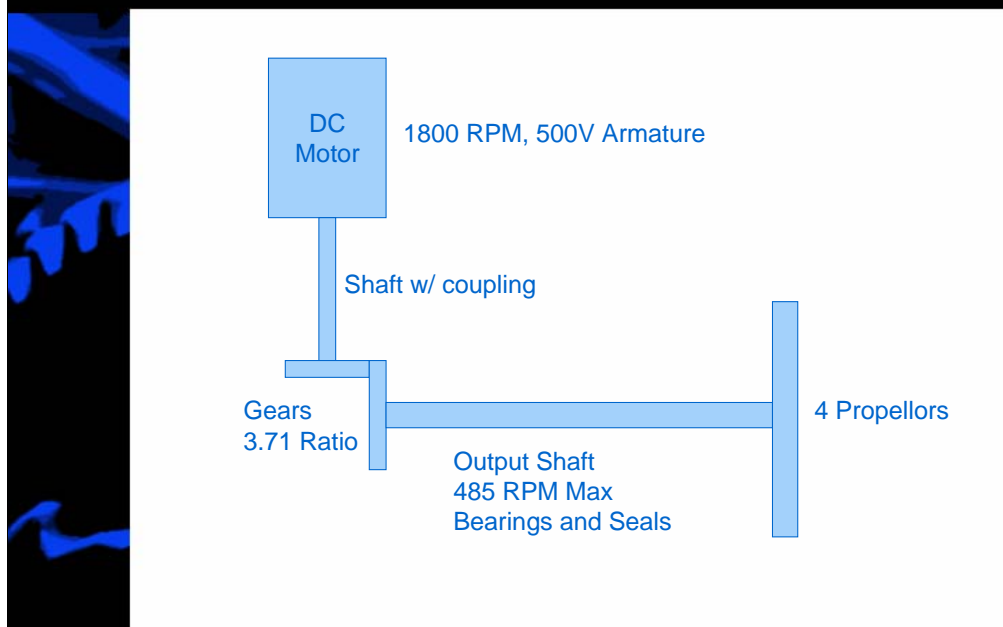 DC
Motor
1800 RPM, 500V Armature
Shaft w/ coupling
Gears
3.71 Ratio
4 Propellors
Output Shaft
485 RPM Max
Bearings and Seals